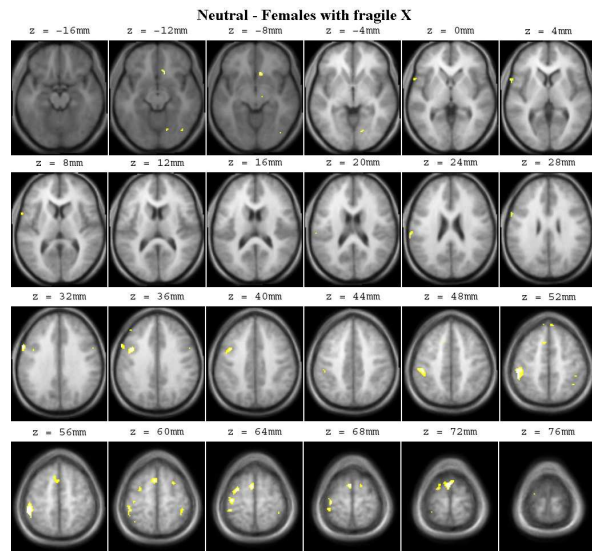 Neutral - Females with fragile X
z = -16mm z = -12mm z = -8mm z = -4mm z = 0mm z = 4mm
z = 8mm z = 12mm z = 16mm z = 20mm z = 24mm z = 28mm
z = 32mm z = 36mm z = 40mm z = 44mm z = 48mm z = 52mm
z = 56mm z = 60mm z = 64mm z = 68mm z = 72mm z = 76mm